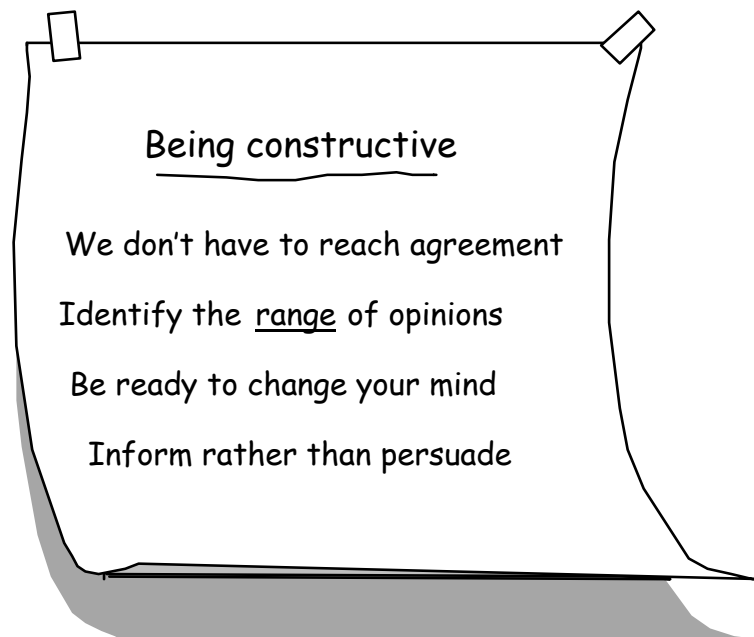 Being constructive
We don't have to reach agreement
Identify the range of opinions
Be ready to change your mind
Inform rather than persuade